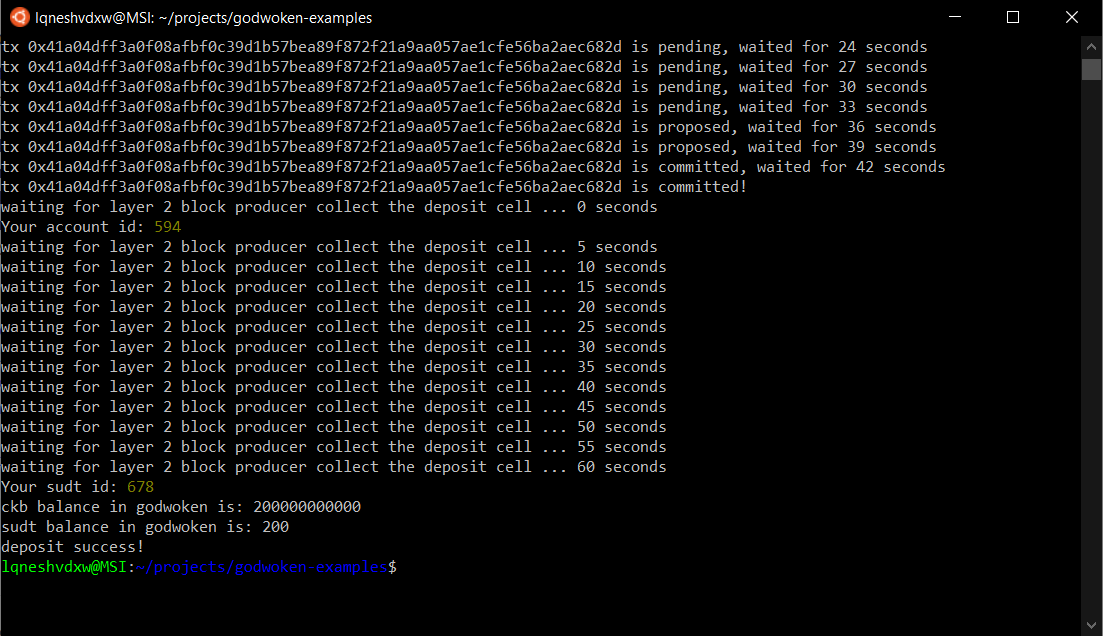 lqneshvdxw@MSI: ~/projects/godwoken-examples
tx 0x41a04dff3a0f08afbf0c39d1b57bea89f872f21a9aa057ae1cfe56ba2aec682d is pending, waited for 24 seconds
tx 0x41a04dff3a0f08afbf0c39d1b57bea89f872f21a9aa057ae1cfe56ba2aec682d is pending, waited for 27 seconds
tx 0x41a04dff3a0f08afbf0c39d1b57bea89f872f21a9aa057ae1cfe56ba2aec682d is pending, waited for 30 seconds
tx 0x41a04dff3a0f08afbf0c39d1b57bea89f872f21a9aa057ae1cfe56ba2aec682d is pending, waited for 33 seconds
tx 0x41a04dff3a0f08afbf0c39d1b57bea89f872f21a9aa057ae1cfe56ba2aec682d is proposed, waited for 36 seconds
tx 0x41a04dff3a0f08afbf0c39d1b57bea89f872f21a9aa057ae1cfe56ba2aec682d is proposed, waited for 39 seconds
tx 0x41a04dff3a0f08afbf0c39d1b57bea89f872f21a9aa057ae1cfe56ba2aec682d is committed, waited for 42 seconds
tx 0x41a04dff3a0f08afbf0c39d1b57bea89f872f21a9aa057ae1cfe56ba2aec682d is committed!
waiting for layer 2 block producer collect the deposit cell ... 0 seconds
Your account id: 594
waiting for layer 2 block producer collect the deposit cell ... 5 seconds
waiting for layer 2 block producer collect the deposit cell ... 10 seconds
waiting for layer 2 block producer collect the deposit cell ... 15 seconds
waiting for layer 2 block producer collect the deposit cell ... 20 seconds
waiting for layer 2 block producer collect the deposit cell ... 25 seconds
waiting for layer 2 block producer collect the deposit cell ... 30 seconds
waiting for layer 2 block producer collect the deposit cell ... 35 seconds
waiting for layer 2 block producer collect the deposit cell ... 40 seconds
waiting for layer 2 block producer collect the deposit cell ... 45 seconds
waiting for layer 2 block producer collect the deposit cell ... 50 seconds
waiting for layer 2 block producer collect the deposit cell ... 55 seconds
waiting for layer 2 block producer collect the deposit cell ... 60 seconds
Your sudt id: 678
ckb balance in godwoken is: 200000000000
sudt balance in godwoken is: 200
deposit success!
lqneshvdxw@MSI:~/projects/godwoken-examples$